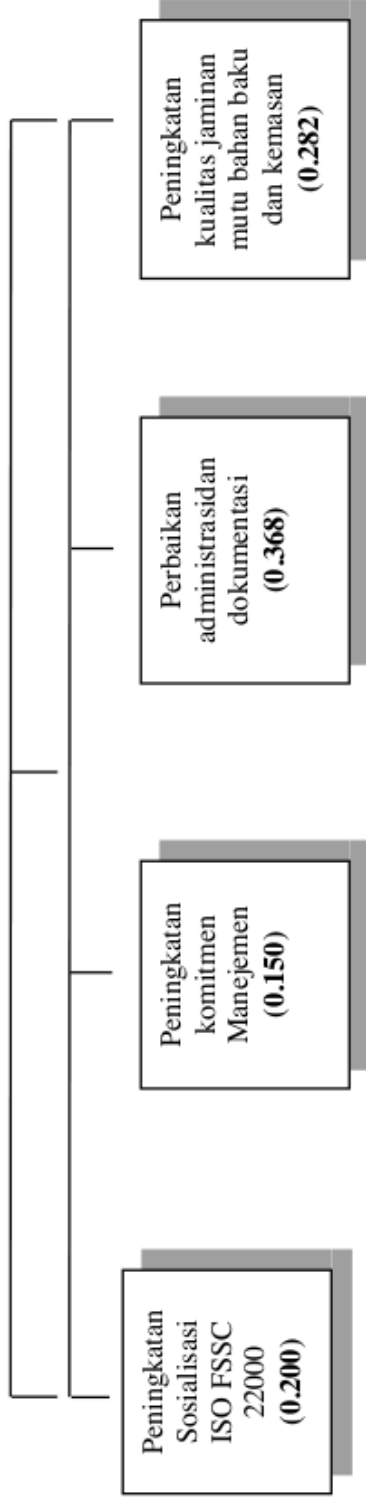 Peningkatan
Sosialisasi
ISO FSSC
22000
(0.200)
Peningkatan
komitmen
Manejemen
(0.150)
Perbaikan
administrasidan
dokumentasi
(0.368)
Peningkatan
kualitas jaminan
mutu bahan baku
dan kemasan
(0.282)